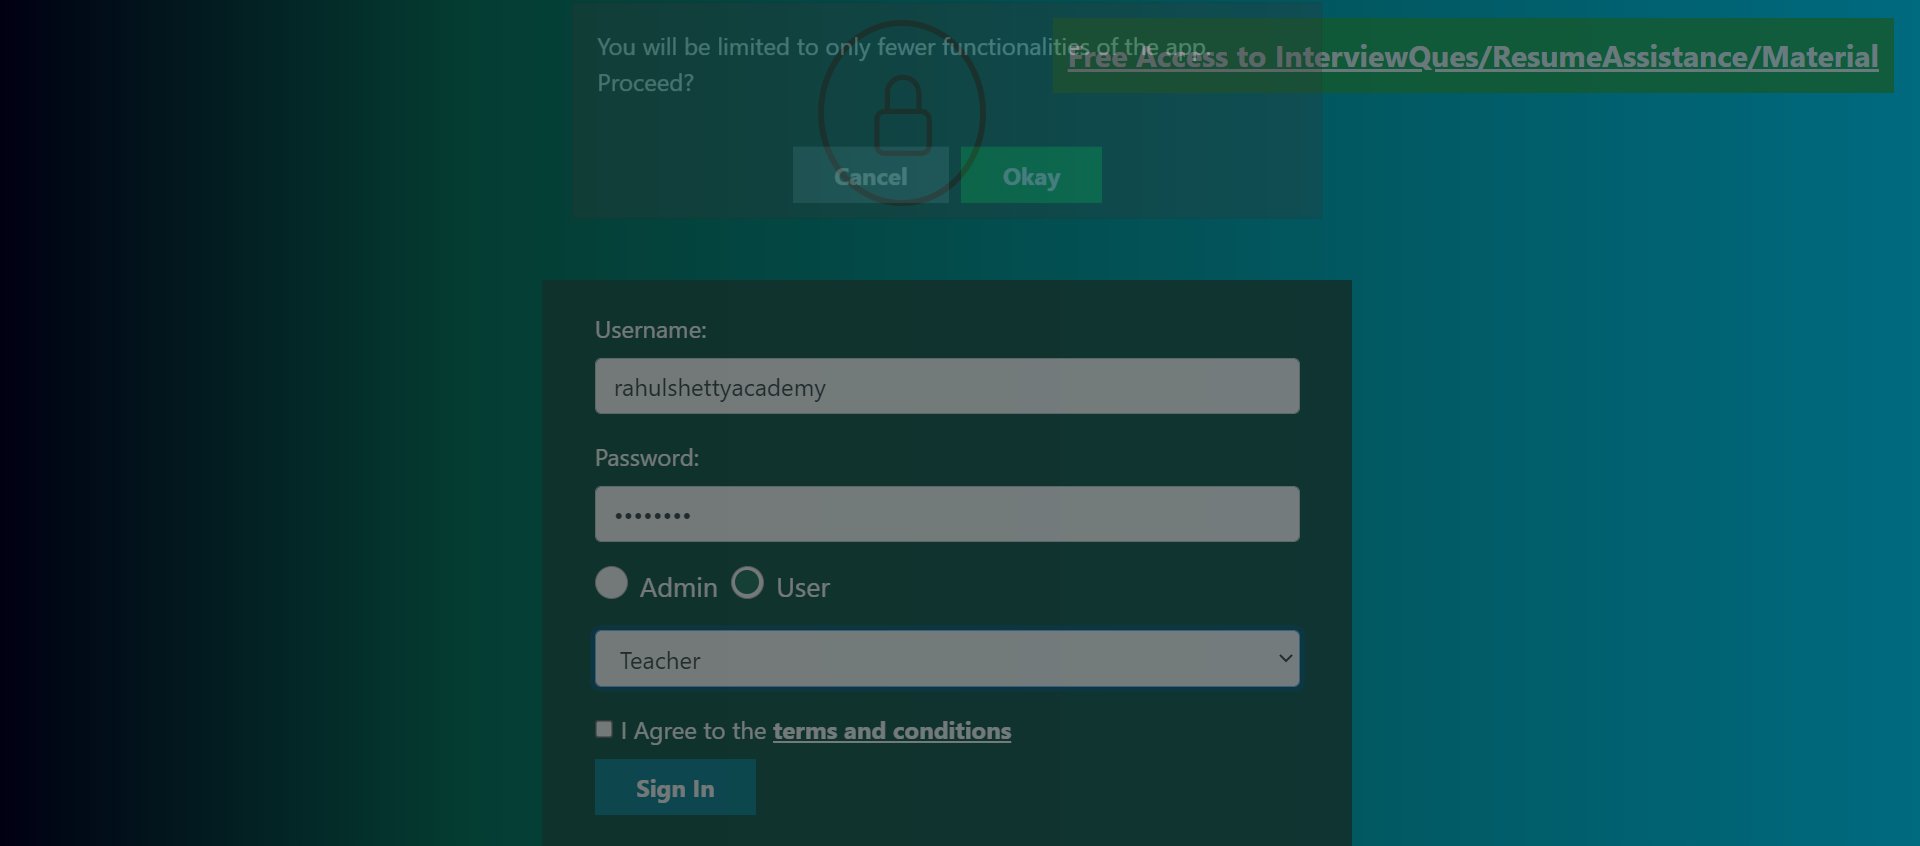 You will be limited to only fewer functionalities of the app.
Proceed?
Free Access to InterviewQues/ResumeAssistance/Material
Cancel
Okay
Username:
rahulshettyacademy
Password:
••••••••
Admin
User
Teacher
I Agree to the terms and conditions
Sign In